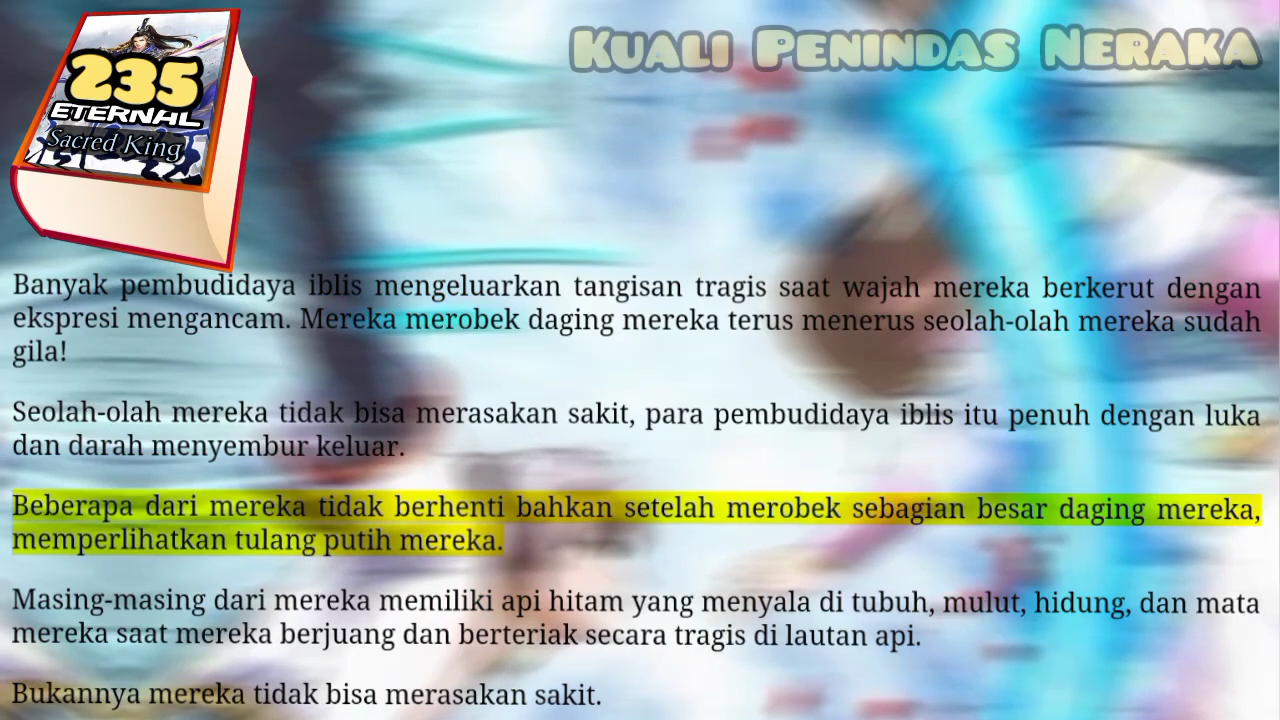 Kuali Penindas Neraka
235
ETERNAL
Sacred King
Banyak pembudidaya iblis mengeluarkan tangisan tragis saat wajah mereka berkerut dengan
ekspresi mengancam. Mereka merobek daging mereka terus menerus seolah-olah mereka sudah
gila!
Seolah-olah mereka tidak bisa merasakan sakit, para pembudidaya iblis itu penuh dengan luka
dan darah menyembur keluar.
Beberapa dari mereka tidak berhenti bahkan setelah merobek sebagian besar daging mereka,
memperlihatkan tulang putih mereka.
Masing-masing dari mereka memiliki api hitam yang menyala di tubuh, mulut, hidung, dan mata
mereka saat mereka berjuang dan berteriak secara tragis di lautan api.
Bukannya mereka tidak bisa merasakan sakit.